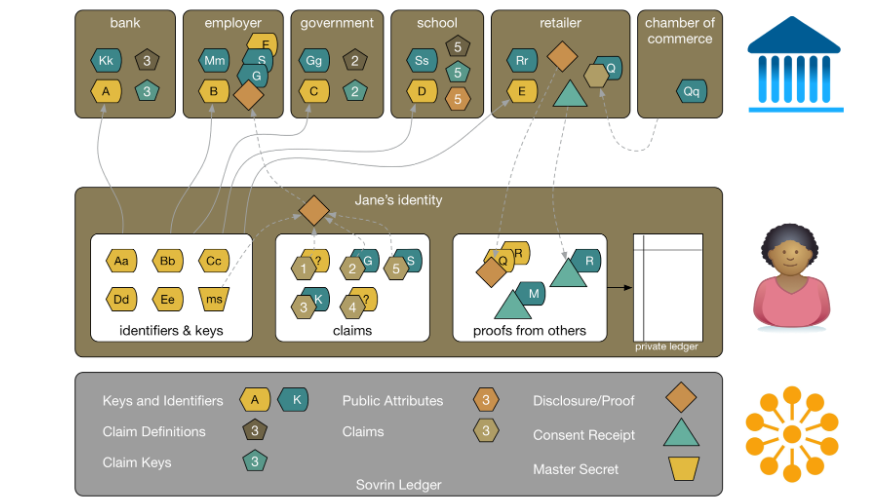 bank
employer
government
school
retailer
chamber of
commerce
Kk
3
A
3
Mm
E
S
G
B
Gg
2
C
2
Ss
5
5
D
5
Rr
E
Q
Qq
Jane's identity
Aa
Bb
Cc
Dd
Ee
ms
identifiers & keys
1
?
2
G
5
S
3
K
4
?
claims
Q
R
R
M
proofs from others
private ledger
Keys and Identifiers
A
K
Public Attributes
3
Disclosure/Proof
Claim Definitions
3
Claims
3
Consent Receipt
Claim Keys
3
Master Secret
Sovrin Ledger